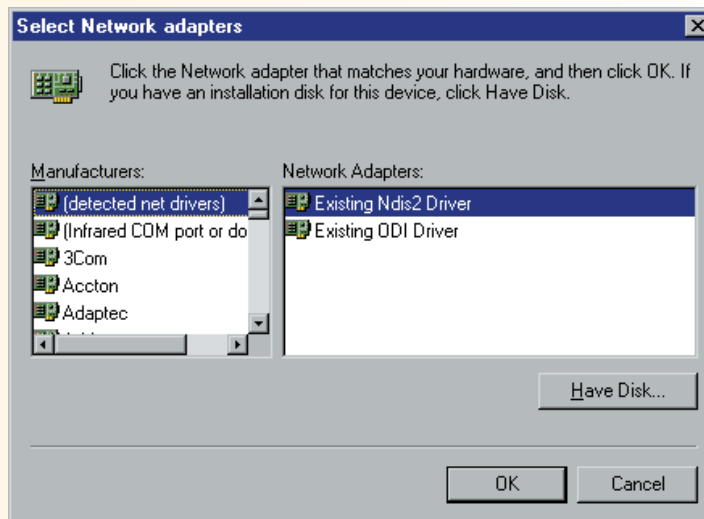 Select Network adapters
Click the Network adapter that matches your hardware, and then click OK. If
you have an installation disk for this device, click Have Disk.
Manufacturers:
(detected net drivers)
(Infrared COM port or do
3Com
Accton
Adaptec
Network Adapters:
Existing Ndis2 Driver
Existing ODI Driver
Have Disk...
OK
Cancel